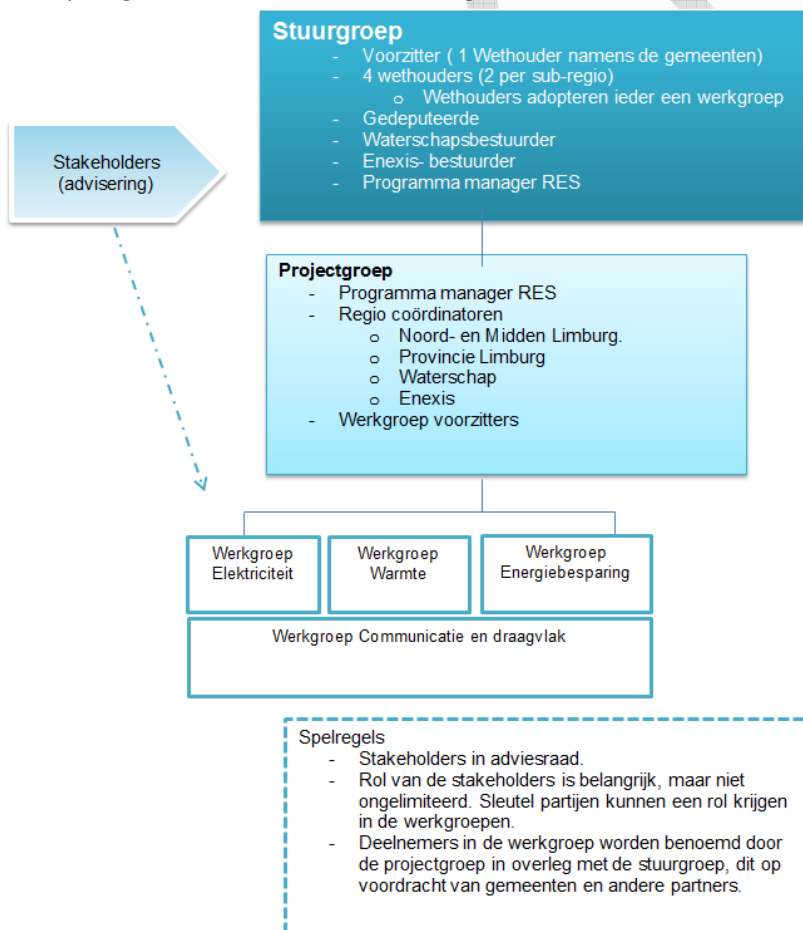 Stuurgroep
- Voorzitter ( 1 Wethouder namens de gemeenten)
- 4 wethouders (2 per sub-regio)
o Wethouders adopteren ieder een werkgroep
- Gedeputeerde
- Waterschapsbestuurder
- Enexis- bestuurder
- Programma manager RES
Stakeholders
(advisering)
Projectgroep
- Programma manager RES
- Regio coördinatoren
o Noord- en Midden Limburg.
o Provincie Limburg
o Waterschap
o Enexis
- Werkgroep voorzitters
Werkgroep
Elektriciteit
Werkgroep
Warmte
Werkgroep
Energiebesparing
Werkgroep Communicatie en draagvlak
Spelregels
- Stakeholders in adviesraad.
- Rol van de stakeholders is belangrijk, maar niet
ongelimiteerd. Sleutel partijen kunnen een rol krijgen
in de werkgroepen.
- Deelnemers in de werkgroep worden benoemd door
de projectgroep in overleg met de stuurgroep, dit op
voordracht van gemeenten en andere partners.